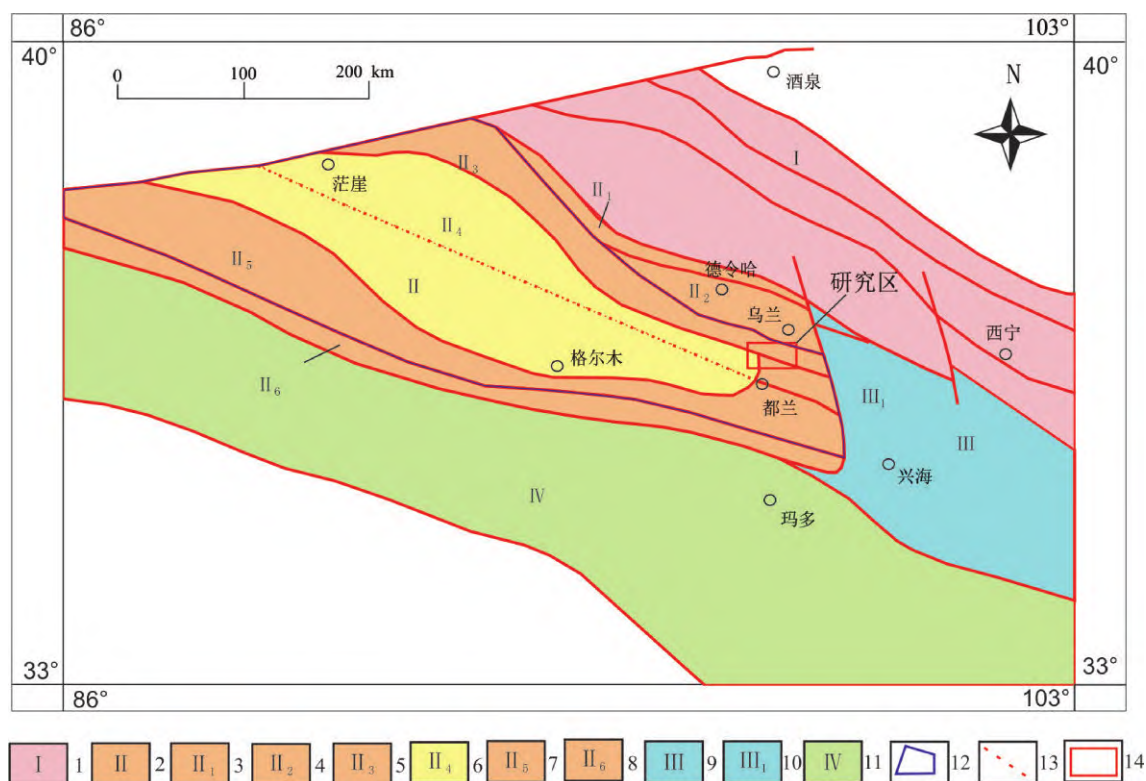 86° 103°
40° 40°
0 100 200 km
N
酒泉
I
II₃
茫崖
II₁
II₄
德令哈
II₂
研究区
II₅
II
乌兰
西宁
格尔木
II₆
都兰
III₁
III
兴海
IV
玛多
33° 33°
86° 103°
I 1 II 2 II₁ 3 II₂ 4 II₃ 5 II₄ 6 II₅ 7 II₆ 8 III 9 III₁ 10 IV 11 12 13 14